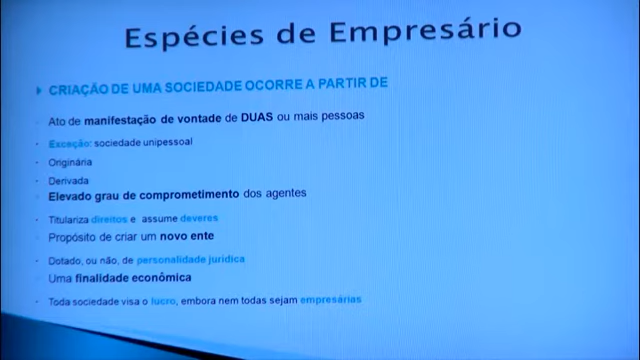 Espécies de Empresário
CRIAÇÃO DE UMA SOCIEDADE OCORRE A PARTIR DE
Ato de manifestação de vontade de DUAS ou mais pessoas
Exceção: sociedade unipessoal
Originária
Derivada
Elevado grau de comprometimento dos agentes
Titulariza direitos e assume deveres
Propósito de criar um novo ente
Dotado, ou não, de personalidade jurídica
Uma finalidade econômica
Toda sociedade visa o lucro, embora nem todas sejam empresárias